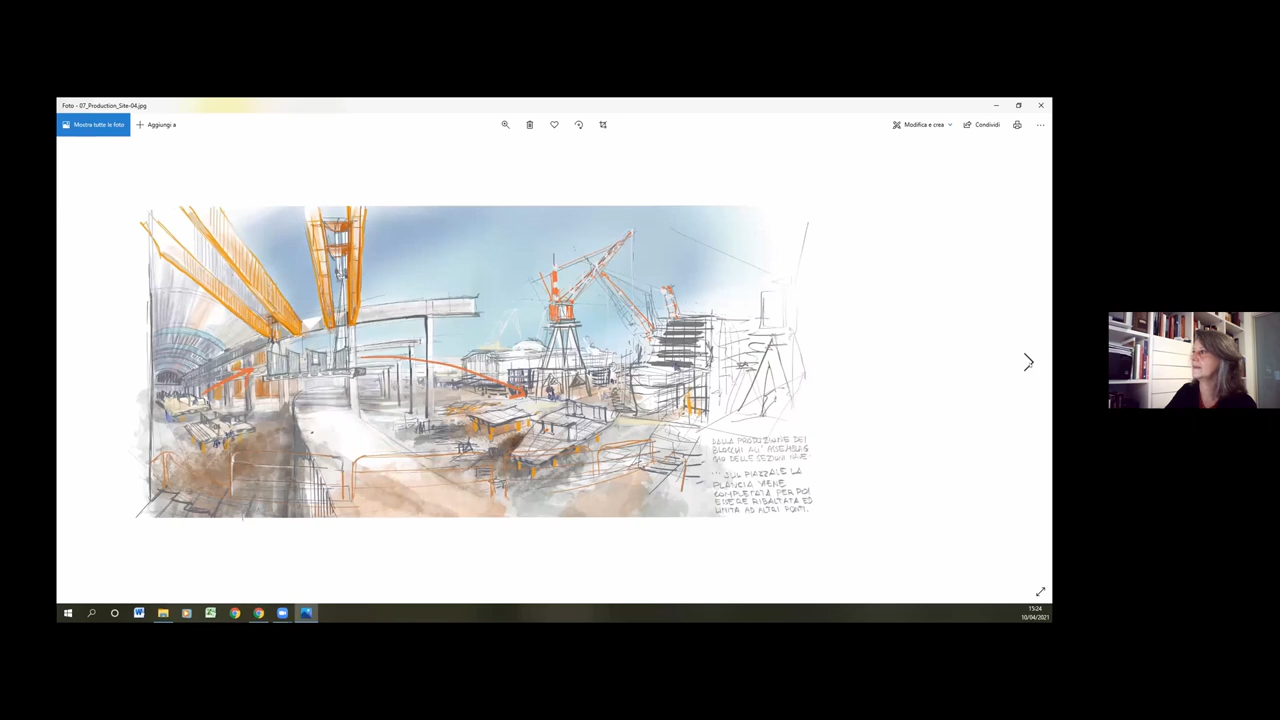 Foto - 07_Production_Site-04.jpg
Mostra tutte le foto
Aggiungi a
Modifica e crea
Condividi
DALLA PRODUZIONE DEI
BLOCCHI ALL' ASSEMBLAG
GIO DELLE SEZIONI NAVE
... SUL PIAZZALE LA
PLANCIA VIENE
COMPLETATA PER POI
ESSERE RIBALTATA ED
UNITA AD ALTRI PONTI.
15:24
10/04/2021